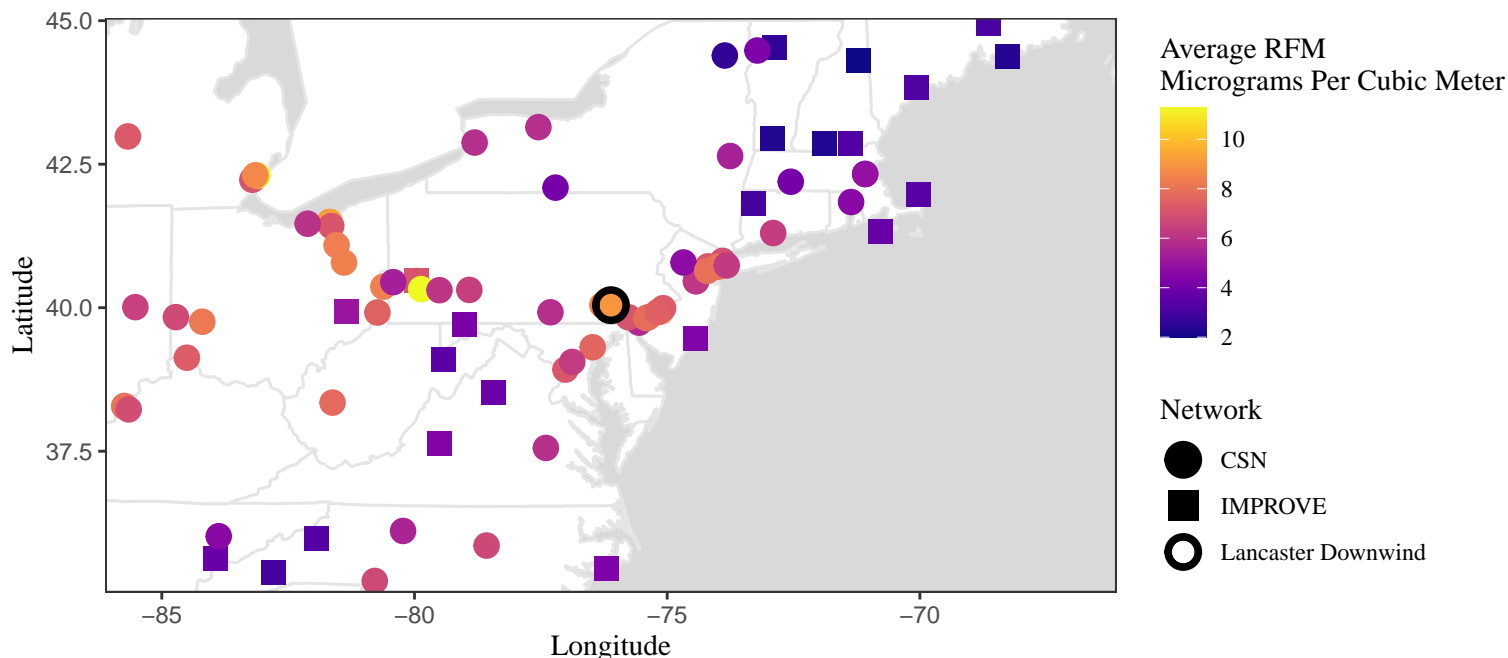 45.0
42.5
40.0
37.5
Latitude
−85
−80
−75
−70
Longitude
Average RFM
Micrograms Per Cubic Meter
10
8
6
4
2
Network
CSN
IMPROVE
Lancaster Downwind